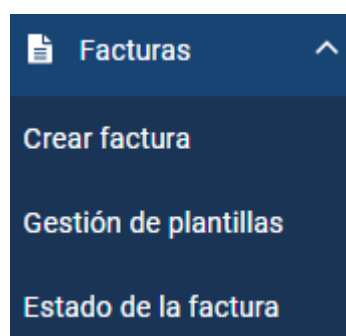 Facturas
Crear factura
Gestión de plantillas
Estado de la factura